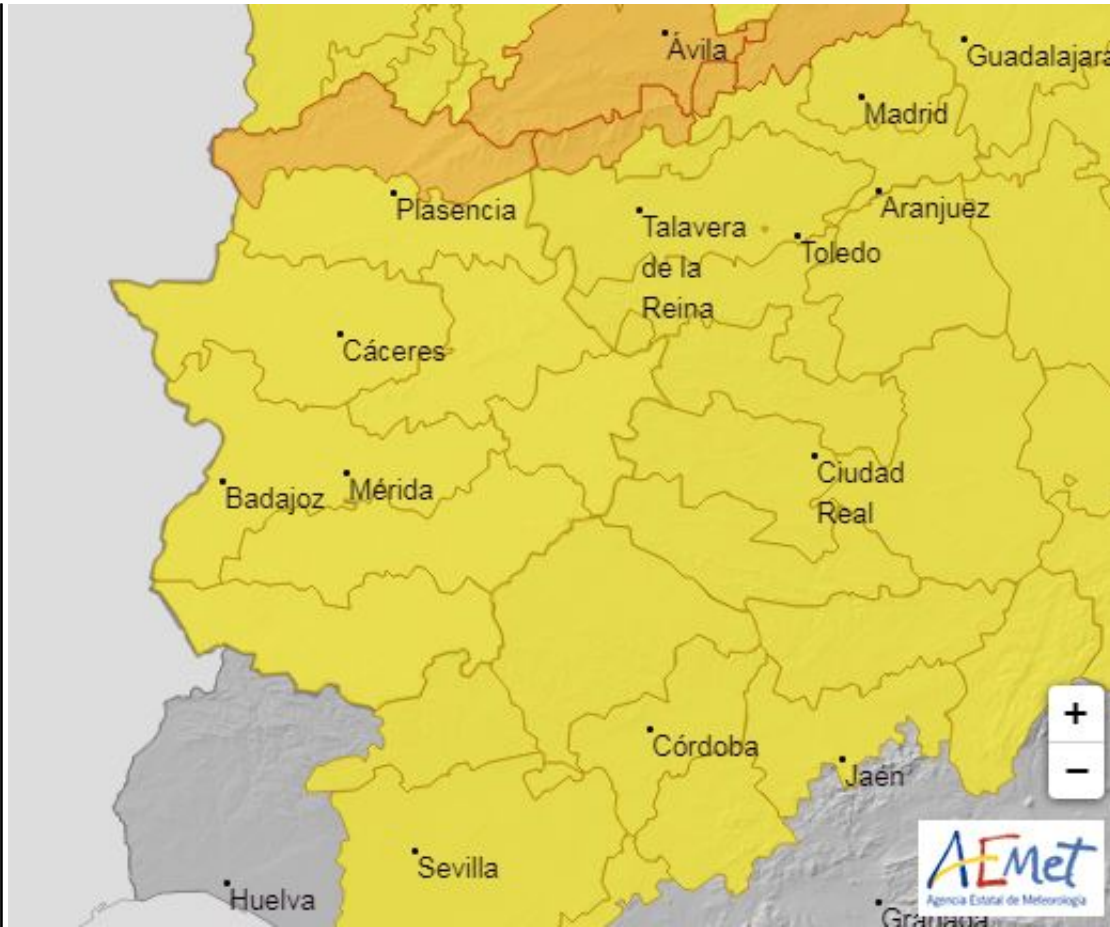 Ávila
Guadalajara
Madrid
Plasencia
Aranjuez
Talavera
de la
Reina
Toledo
Cáceres
Ciudad
Real
Badajoz
Mérida
+
−
Córdoba
Jaén
Sevilla
Huelva
AEMet
Agencia Estatal de Meteorología
Granada